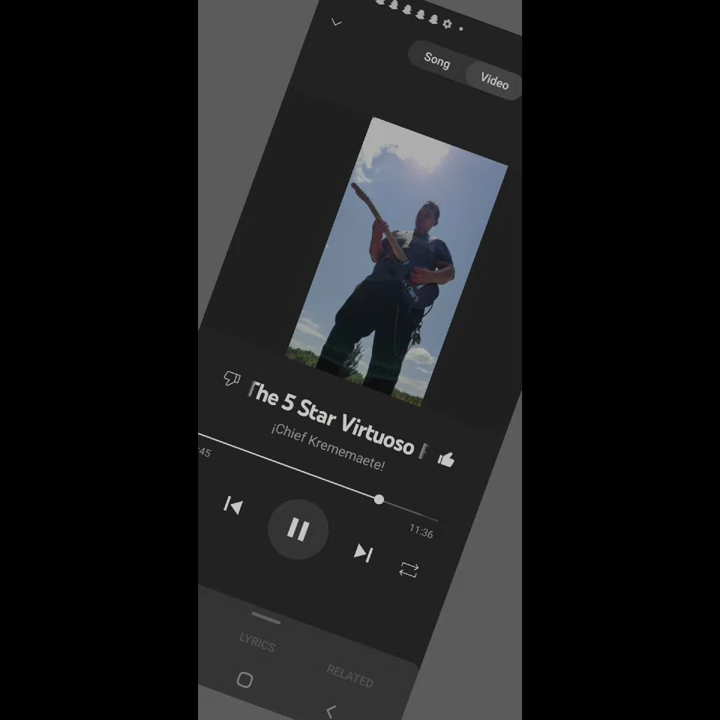 Song
Video
The 5 Star Virtuoso
¡Chief Krememaete!
:45
11:36
LYRICS
RELATED